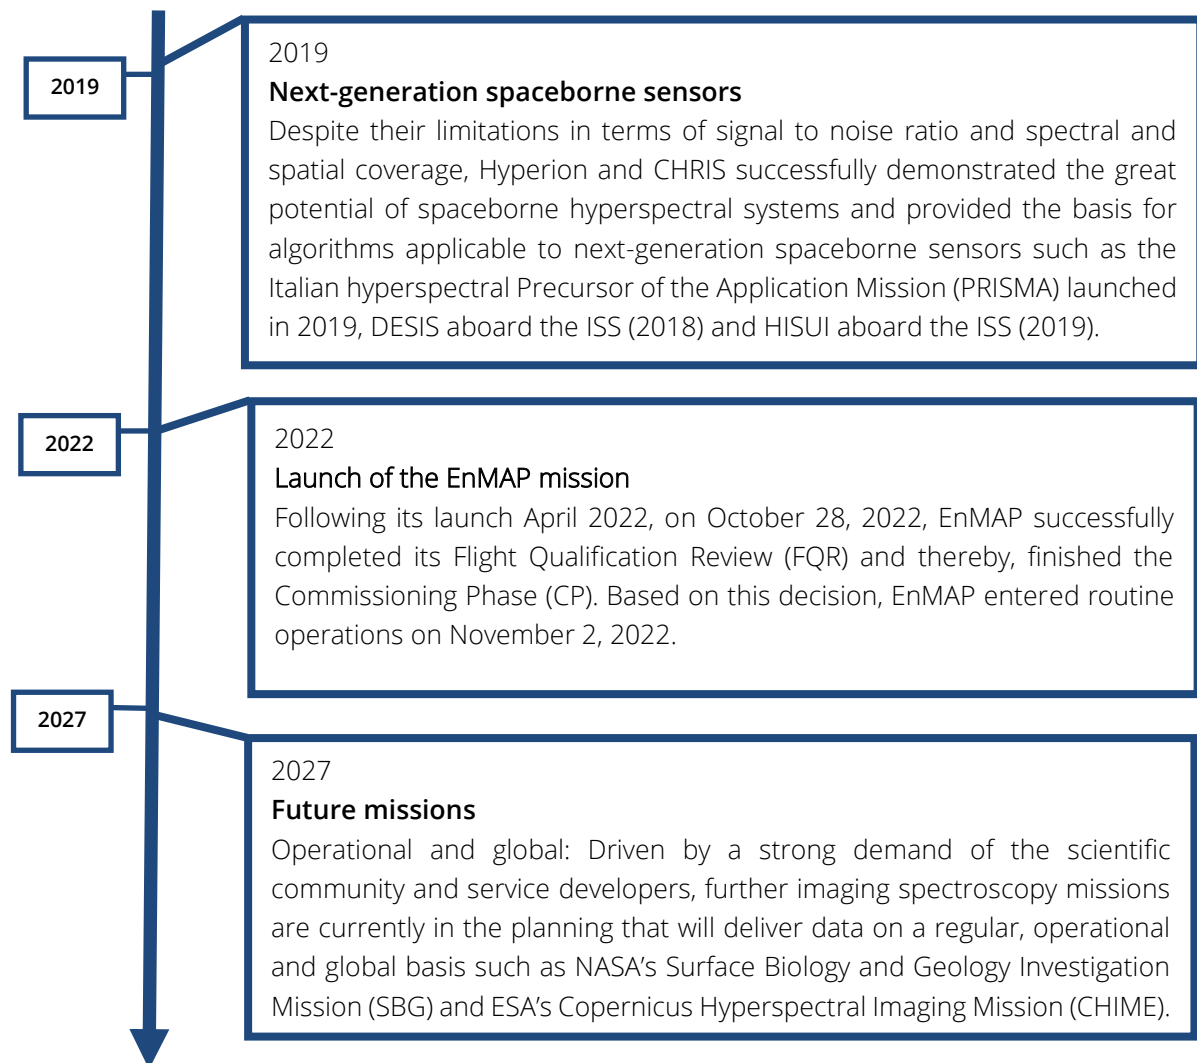 2019
2019
Next-generation spaceborne sensors
Despite their limitations in terms of signal to noise ratio and spectral and
spatial coverage, Hyperion and CHRIS successfully demonstrated the great
potential of spaceborne hyperspectral systems and provided the basis for
algorithms applicable to next-generation spaceborne sensors such as the
Italian hyperspectral Precursor of the Application Mission (PRISMA) launched
in 2019, DESIS aboard the ISS (2018) and HISUI aboard the ISS (2019).
2022
2022
Launch of the EnMAP mission
Following its launch April 2022, on October 28, 2022, EnMAP successfully
completed its Flight Qualification Review (FQR) and thereby, finished the
Commissioning Phase (CP). Based on this decision, EnMAP entered routine
operations on November 2, 2022.
2027
2027
Future missions
Operational and global: Driven by a strong demand of the scientific
community and service developers, further imaging spectroscopy missions
are currently in the planning that will deliver data on a regular, operational
and global basis such as NASA's Surface Biology and Geology Investigation
Mission (SBG) and ESA's Copernicus Hyperspectral Imaging Mission (CHIME).